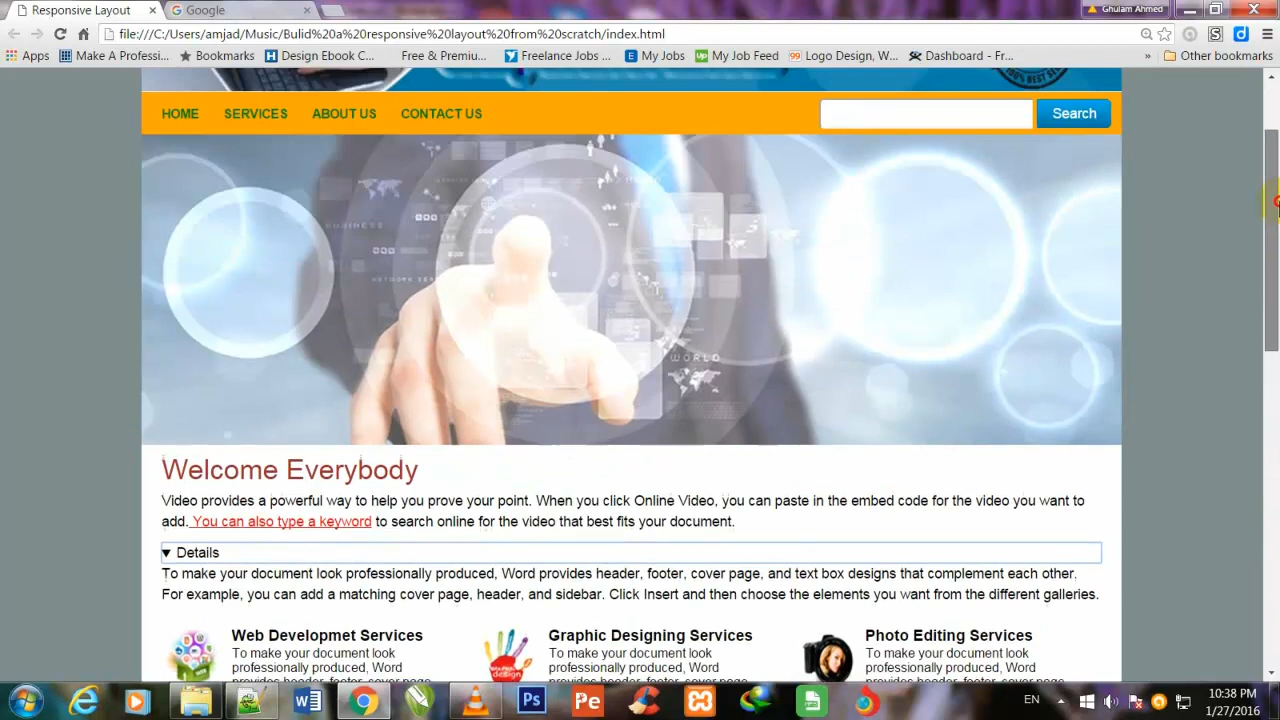 Responsive Layout
Google
Ghulam Ahmed
file:///C:/Users/amjad/Music/Bulid%20a%20responsive%20layout%20from%20scratch/index.html
Apps Make A Professi... Bookmarks Design Ebook C... Free & Premiu... Freelance Jobs ... My Jobs My Job Feed Logo Design, W... Dashboard - Fr... » Other bookmarks
HOME SERVICES ABOUT US CONTACT US Search
BUSINESS
WORLD
Welcome Everybody
Video provides a powerful way to help you prove your point. When you click Online Video, you can paste in the embed code for the video you want to
add. You can also type a keyword to search online for the video that best fits your document.
▼ Details
To make your document look professionally produced, Word provides header, footer, cover page, and text box designs that complement each other.
For example, you can add a matching cover page, header, and sidebar. Click Insert and then choose the elements you want from the different galleries.
Web Developmet Services
To make your document look
professionally produced, Word
Graphic Designing Services
To make your document look
professionally produced, Word
Photo Editing Services
To make your document look
professionally produced, Word
EN
10:38 PM
1/27/2016